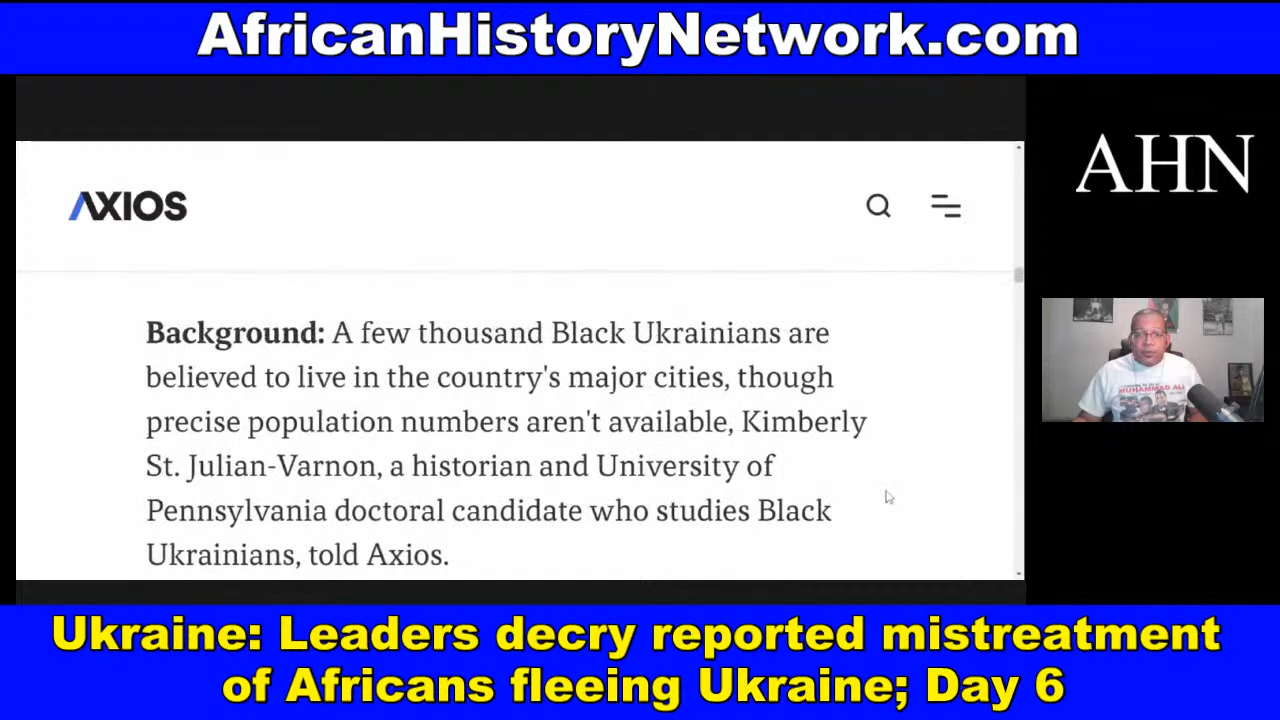 AfricanHistoryNetwork.com
AXIOS
AHN
Background: A few thousand Black Ukrainians are
believed to live in the country's major cities, though
precise population numbers aren't available, Kimberly
St. Julian-Varnon, a historian and University of
Pennsylvania doctoral candidate who studies Black
Ukrainians, told Axios.
MUHAMMAD ALI
Ukraine: Leaders decry reported mistreatment
of Africans fleeing Ukraine; Day 6